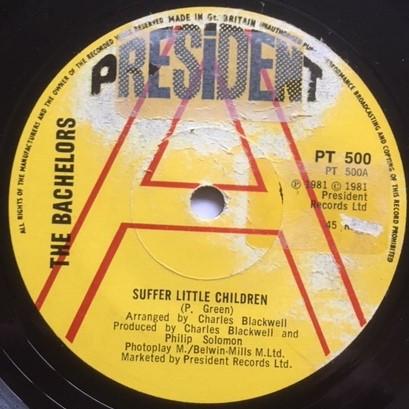 ALL RIGHTS OF THE MANUFACTURERS AND THE OWNER OF THE RECORDED WORK RESERVED MADE IN Gt. BRITAIN UNAUTHORISED PUBLIC PERFORMANCE BROADCASTING AND COPYING OF THIS RECORD PROHIBITED
PRESIDENT
THE BACHELORS
PT 500
PT 500A
℗ 1981 © 1981
President
Records Ltd
45
SUFFER LITTLE CHILDREN
(P. Green)
Arranged by Charles Blackwell
Produced by Charles Blackwell and
Philip Solomon
Photoplay M./Belwin-Mills M.Ltd.
Marketed by President Records Ltd.